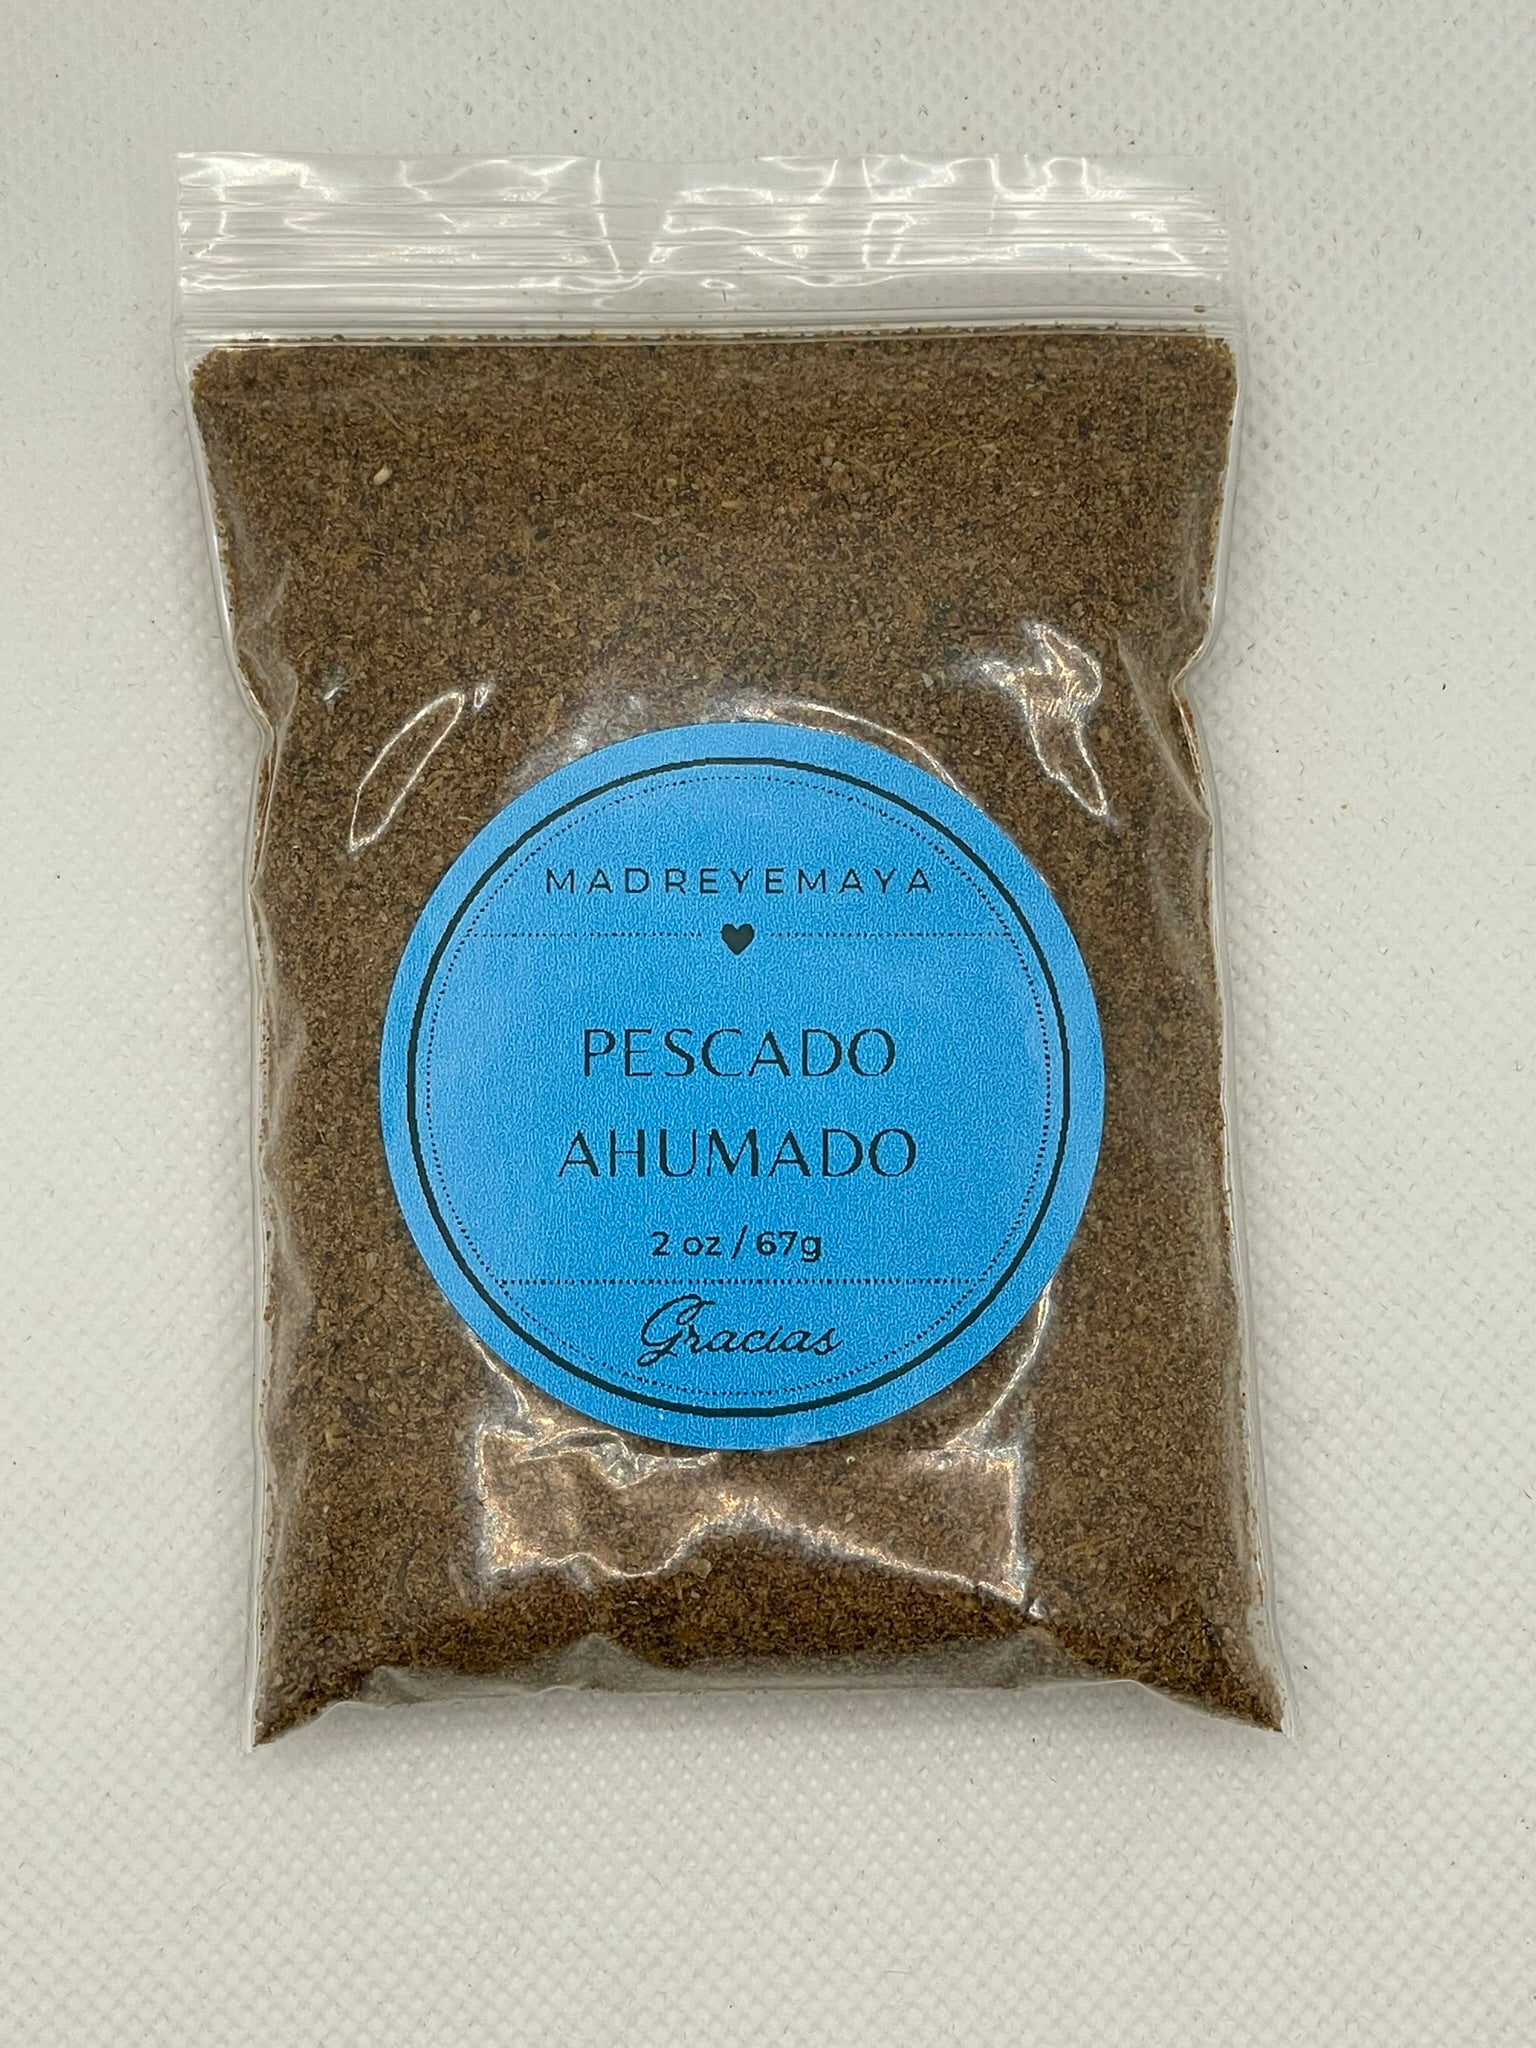 MADREYEMAYA
PESCADO
AHUMADO
2 oz / 67g
Gracias